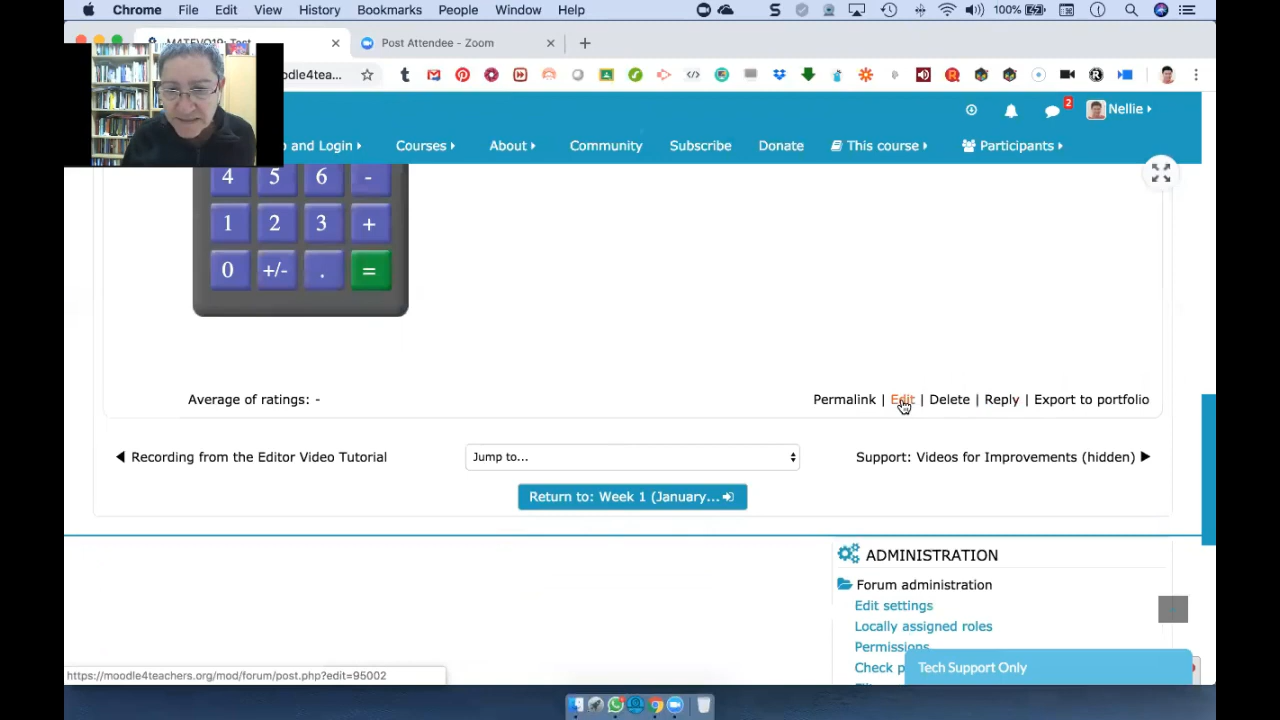 Chrome File Edit View History Bookmarks People Window Help 100%
Post Attendee - Zoom
odle4tea...
2
Nellie
p and Login Courses About Community Subscribe Donate This course Participants
4 5 6 -
1 2 3 +
0 +/- . =
Average of ratings: - Permalink | Edit | Delete | Reply | Export to portfolio
Recording from the Editor Video Tutorial Jump to... Support: Videos for Improvements (hidden)
Return to: Week 1 (January...
ADMINISTRATION
Forum administration
Edit settings
Locally assigned roles
Permissions
Check p
Tech Support Only
https://moodle4teachers.org/mod/forum/post.php?edit=95002